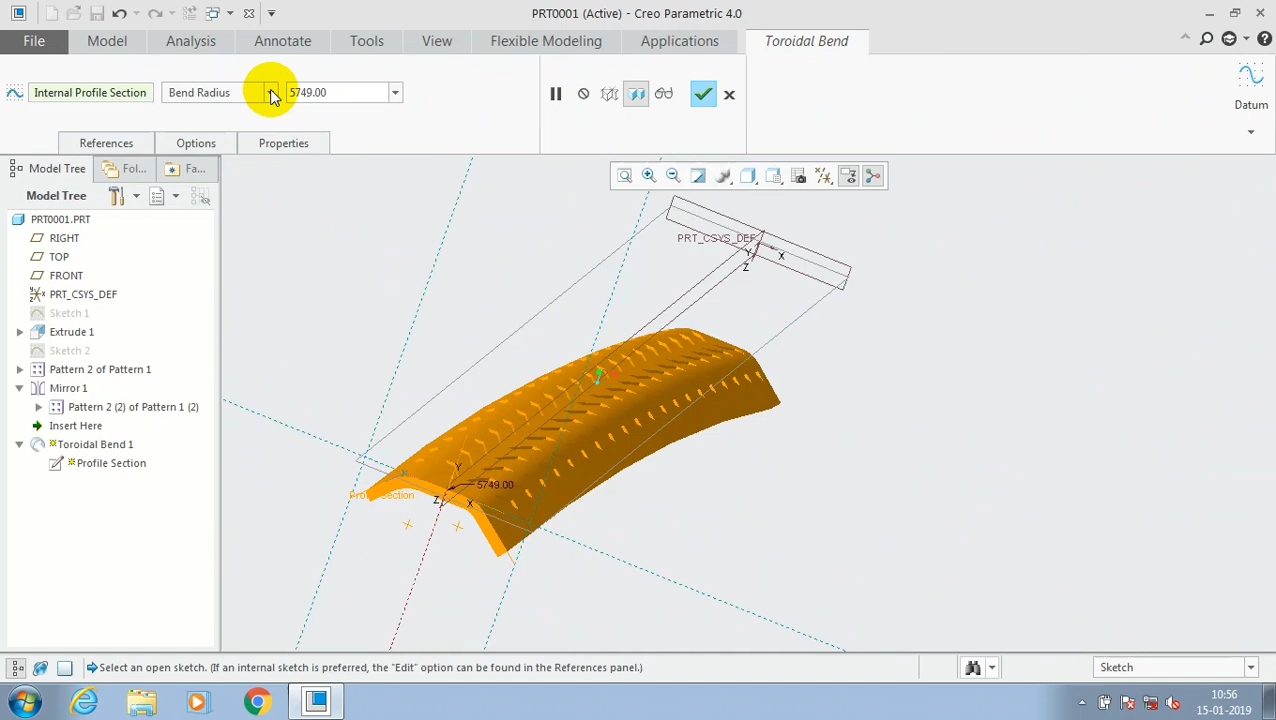 PRT0001 (Active) - Creo Parametric 4.0
File Model Analysis Annotate Tools View Flexible Modeling Applications Toroidal Bend
Internal Profile Section Bend Radius 5749.00
Datum
References Options Properties
Model Tree Fol... Fa...
Model Tree
PRT0001.PRT
RIGHT
TOP
FRONT
PRT_CSYS_DEF
Sketch 1
Extrude 1
Sketch 2
Pattern 2 of Pattern 1
Mirror 1
Pattern 2 (2) of Pattern 1 (2)
Insert Here
Toroidal Bend 1
Profile Section
PRT_CSYS_DEF
Y
X
Z
Y
5749.00
Z
X
Select an open sketch. (If an internal sketch is preferred, the "Edit" option can be found in the References panel.)
Sketch
10:56
15-01-2019